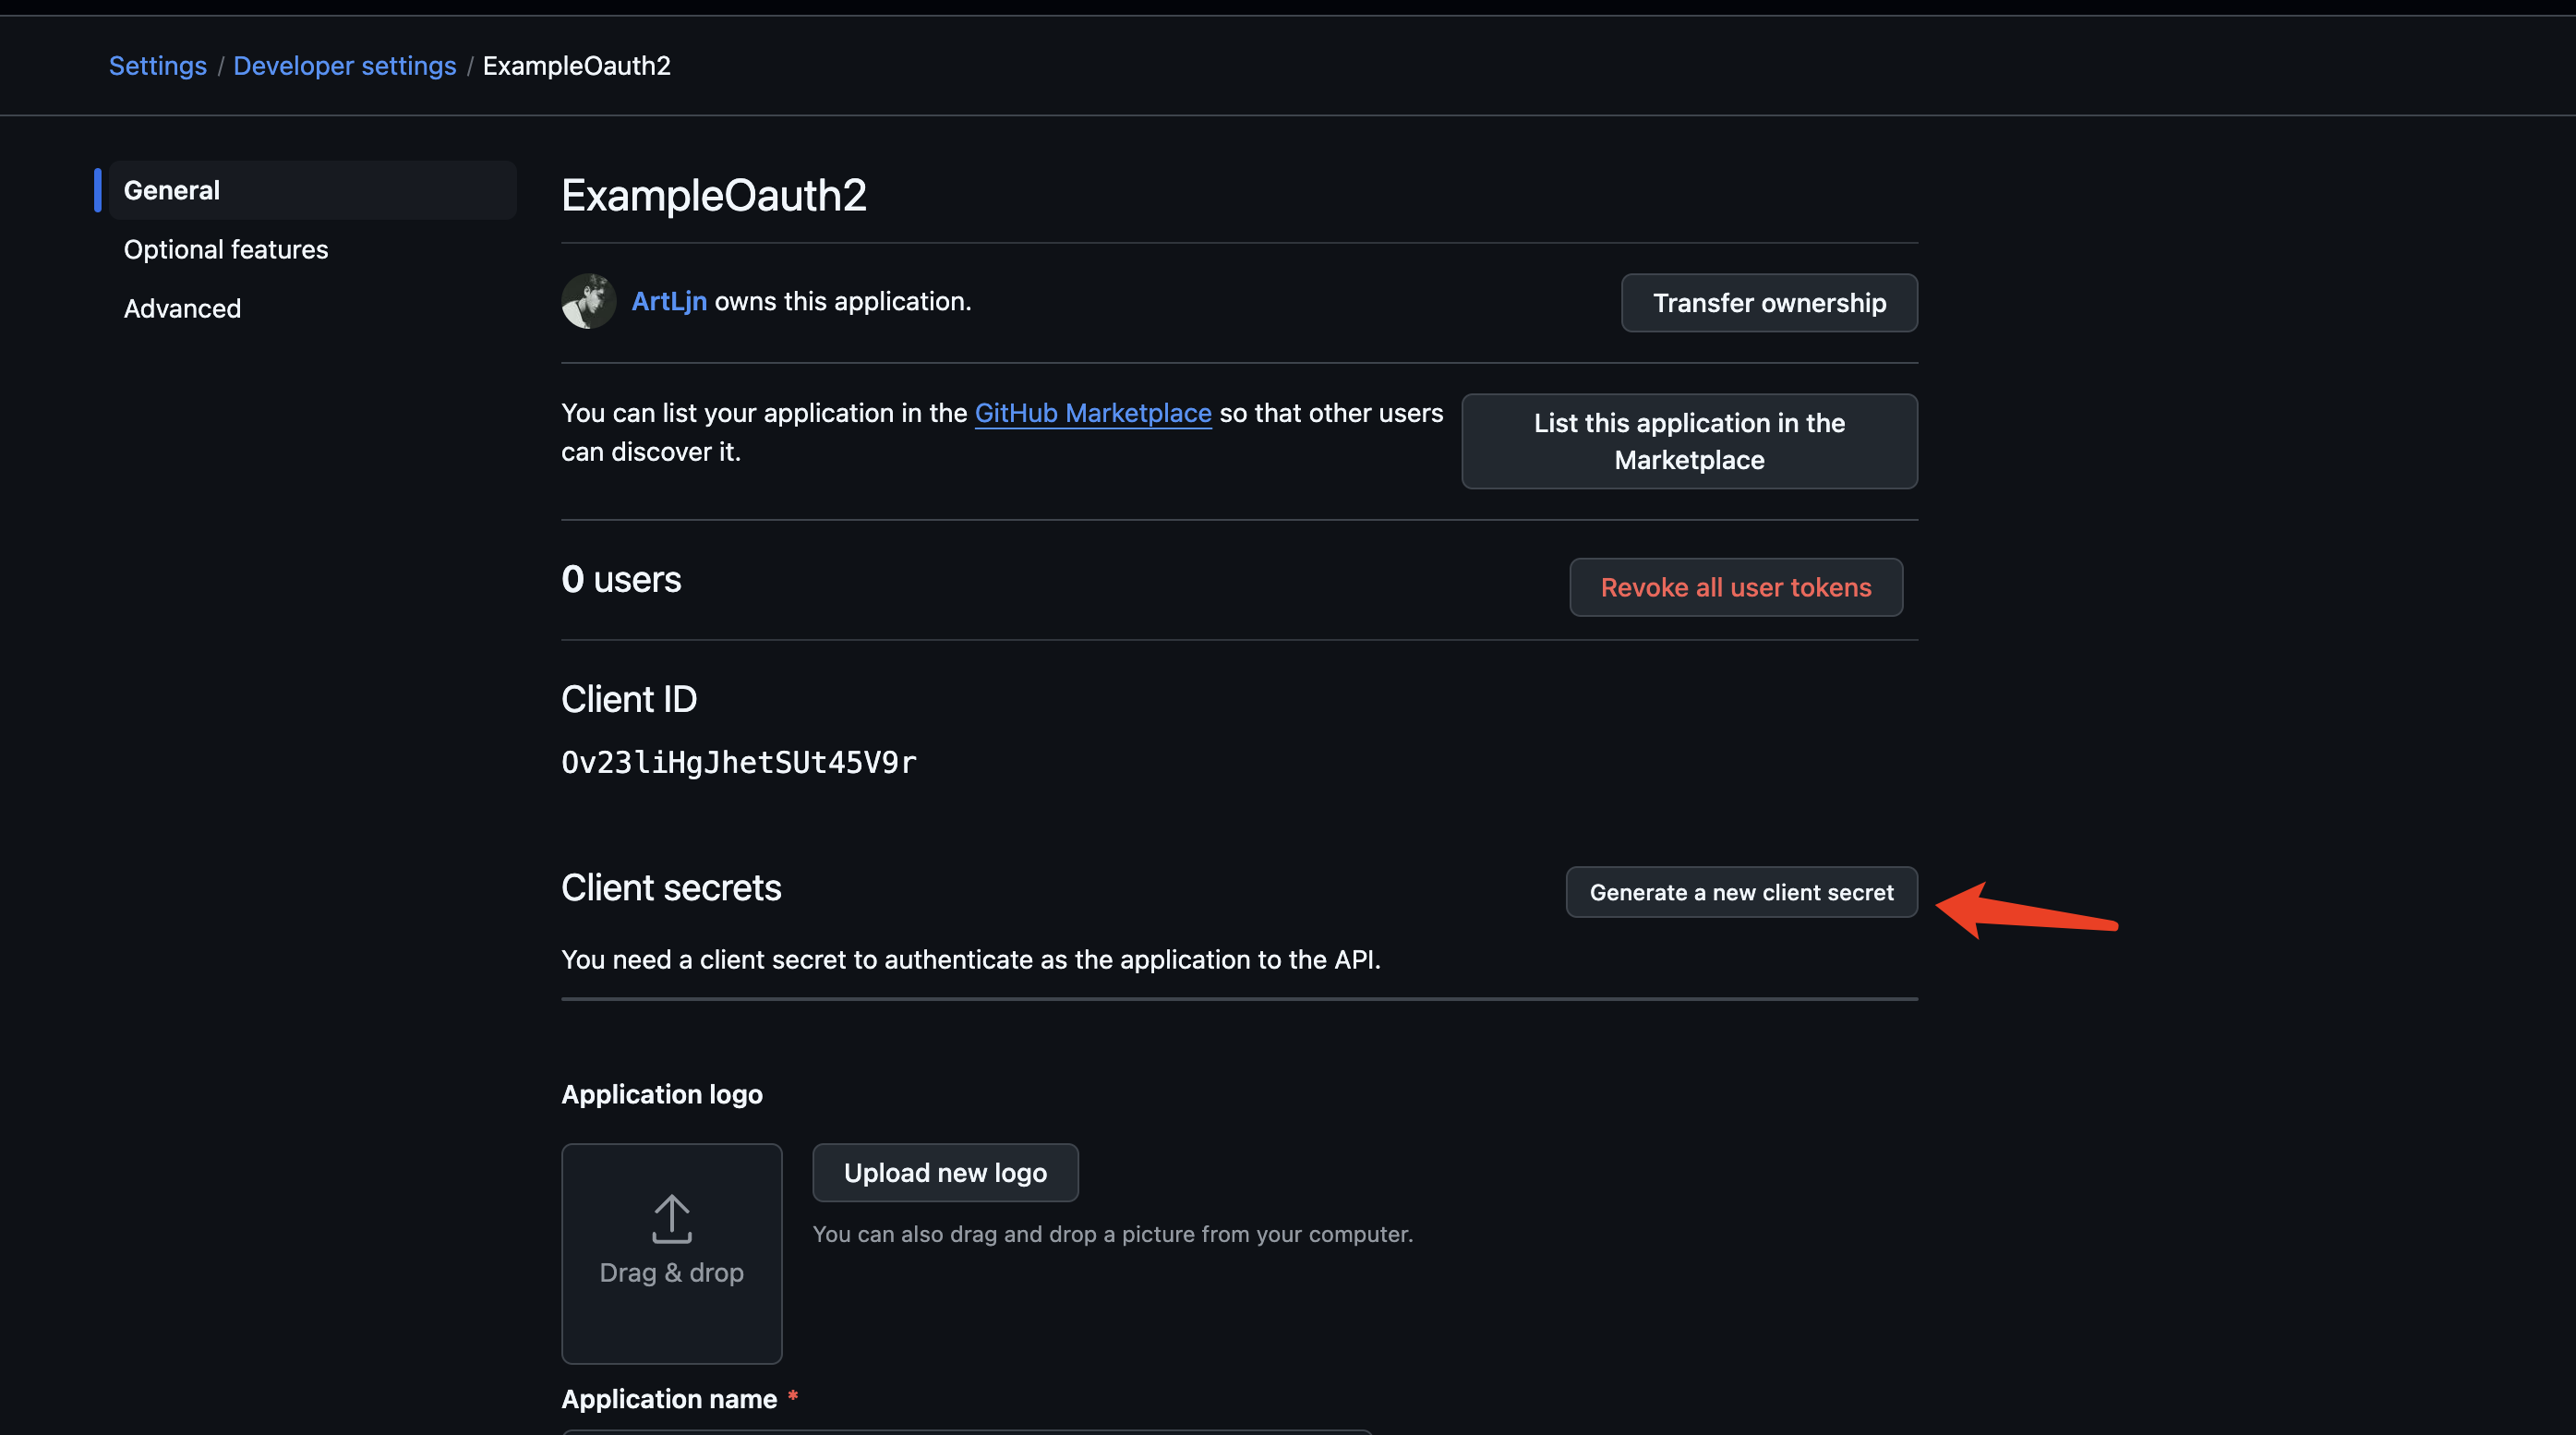 Settings / Developer settings / ExampleOauth2
General
Optional features
Advanced
ExampleOauth2
ArtLjn owns this application.
Transfer ownership
You can list your application in the GitHub Marketplace so that other users
can discover it.
List this application in the
Marketplace
0 users
Revoke all user tokens
Client ID
Ov23liHgJhetSUt45V9r
Client secrets
Generate a new client secret
You need a client secret to authenticate as the application to the API.
Application logo
Drag & drop
Upload new logo
You can also drag and drop a picture from your computer.
Application name *